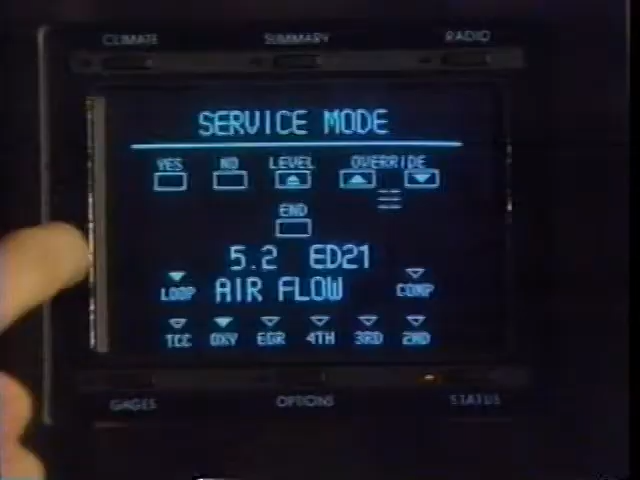 CLIMATE SUMMARY RADIO
SERVICE MODE
YES NO LEVEL OVERRIDE
END
5.2 ED21
LOOP AIR FLOW COMP
TCC OXY EGR 4TH 3RD 2ND
GAGES OPTIONS STATUS